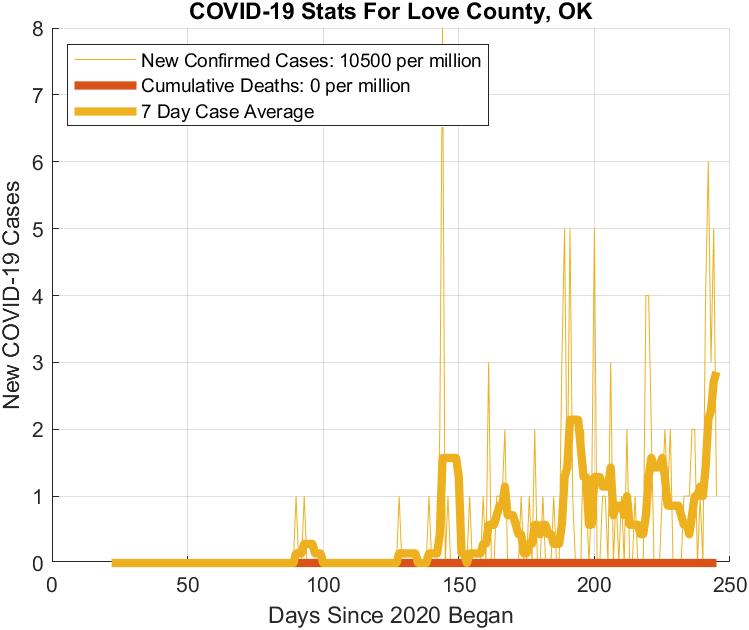 COVID-19 Stats For Love County, OK
New Confirmed Cases: 10500 per million
Cumulative Deaths: 0 per million
7 Day Case Average
New COVID-19 Cases
8
7
6
5
4
3
2
1
0
0 50 100 150 200 250
Days Since 2020 Began